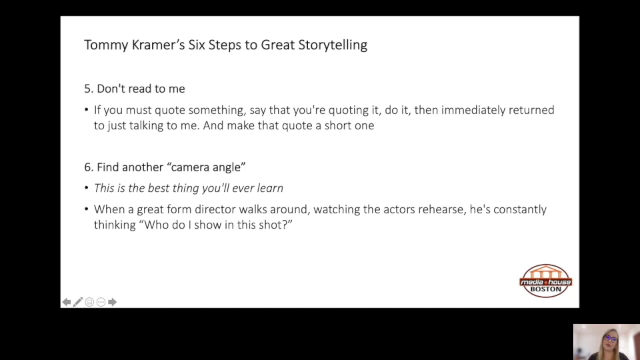 Tommy Kramer's Six Steps to Great Storytelling
5. Don't read to me
• If you must quote something, say that you're quoting it, do it, then immediately returned
to just talking to me. And make that quote a short one
6. Find another “camera angle”
• This is the best thing you'll ever learn
• When a great form director walks around, watching the actors rehearse, he's constantly
thinking “Who do I show in this shot?”
media house
BOSTON